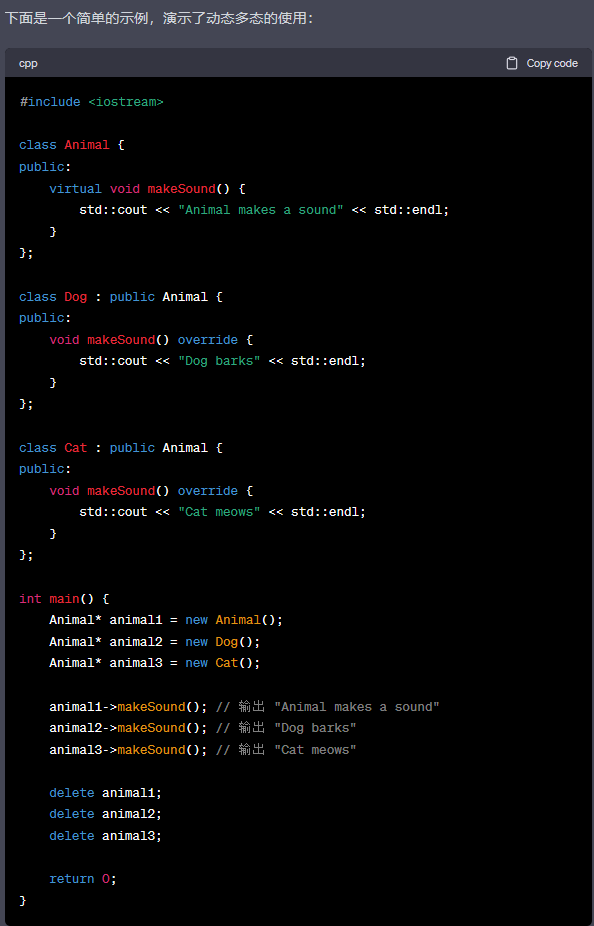 下面是一个简单的示例，演示了动态多态的使用：
cpp Copy code
#include <iostream>
class Animal {
public:
    virtual void makeSound() {
        std::cout << "Animal makes a sound" << std::endl;
    }
};
class Dog : public Animal {
public:
    void makeSound() override {
        std::cout << "Dog barks" << std::endl;
    }
};
class Cat : public Animal {
public:
    void makeSound() override {
        std::cout << "Cat meows" << std::endl;
    }
};
int main() {
    Animal* animal1 = new Animal();
    Animal* animal2 = new Dog();
    Animal* animal3 = new Cat();
    animal1->makeSound(); // 输出 "Animal makes a sound"
    animal2->makeSound(); // 输出 "Dog barks"
    animal3->makeSound(); // 输出 "Cat meows"
    delete animal1;
    delete animal2;
    delete animal3;
    return 0;
}